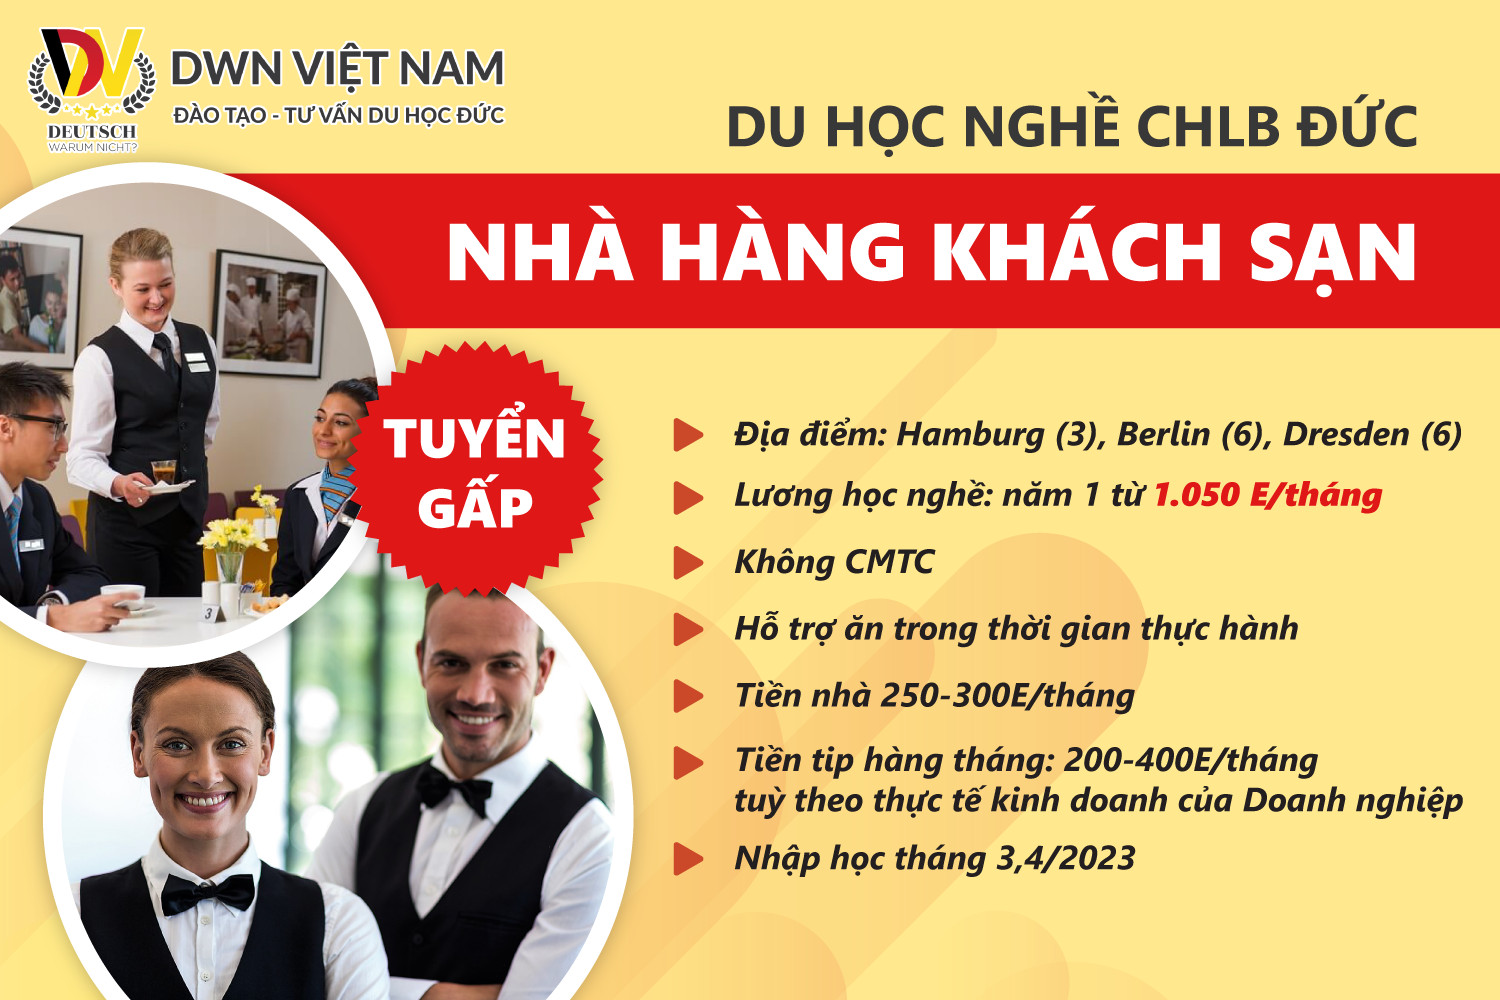 DWN VIỆT NAM
ĐÀO TẠO - TƯ VẤN DU HỌC ĐỨC
DEUTSCH
WARUM NICHT?
DU HỌC NGHỀ CHLB ĐỨC
NHÀ HÀNG KHÁCH SẠN
TUYỂN
GẤP
Địa điểm: Hamburg (3), Berlin (6), Dresden (6)
Lương học nghề: năm 1 từ 1.050 E/tháng
Không CMTC
Hỗ trợ ăn trong thời gian thực hành
Tiền nhà 250-300E/tháng
Tiền tip hàng tháng: 200-400E/tháng
tuỳ theo thực tế kinh doanh của Doanh nghiệp
Nhập học tháng 3,4/2023
3